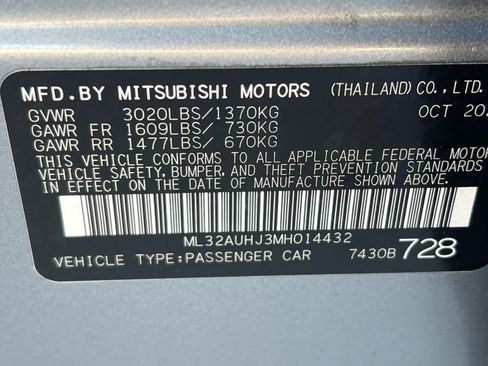 MFD.BY MITSUBISHI MOTORS (THAILAND) CO., LTD.
GVWR 3020LBS/1370KG OCT 20
GAWR FR 1609LBS/ 730KG
GAWR RR 1477LBS/ 670KG
THIS VEHICLE CONFORMS TO ALL APPLICABLE FEDERAL MOTOR
VEHICLE SAFETY, BUMPER, AND THEFT PREVENTION STANDARDS
IN EFFECT ON THE DATE OF MANUFACTURE SHOWN ABOVE.
ML32AUHJ3MH014432
VEHICLE TYPE:PASSENGER CAR 7430B 728